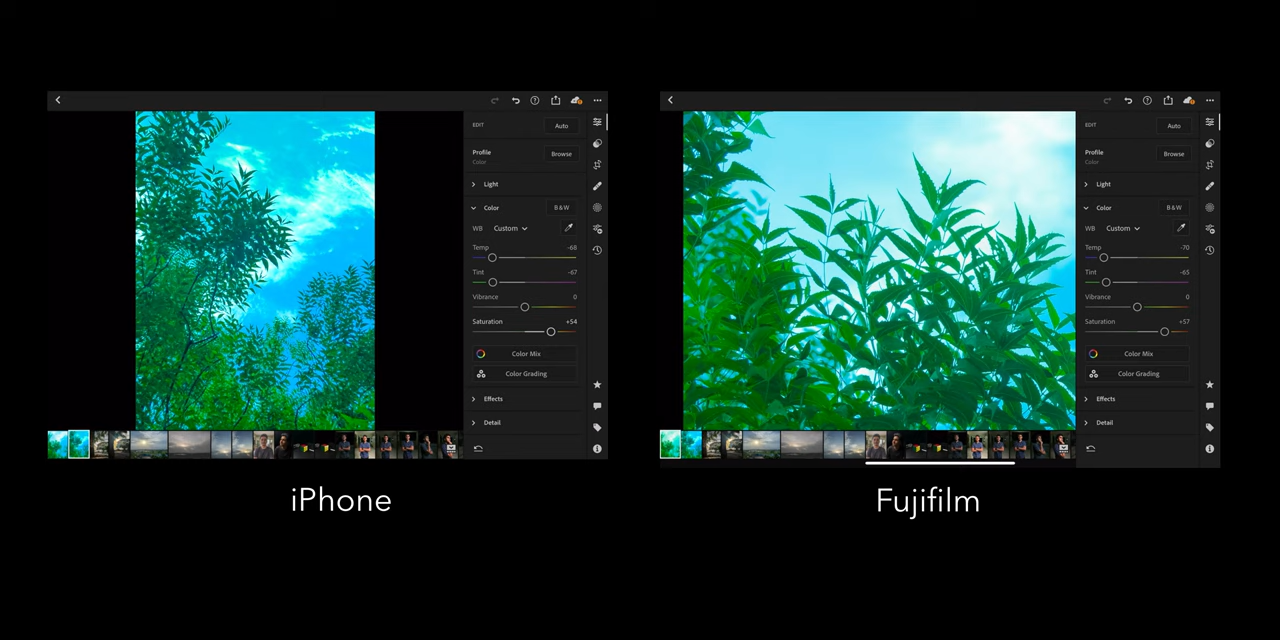 EDIT
Auto
Profile
Color
Browse
Light
Color
B&W
WB
Custom
Temp
-68
Tint
-67
Vibrance
0
Saturation
+54
Color Mix
Color Grading
Effects
Detail
iPhone
EDIT
Auto
Profile
Color
Browse
Light
Color
B&W
WB
Custom
Temp
-70
Tint
-65
Vibrance
0
Saturation
+57
Color Mix
Color Grading
Effects
Detail
Fujifilm